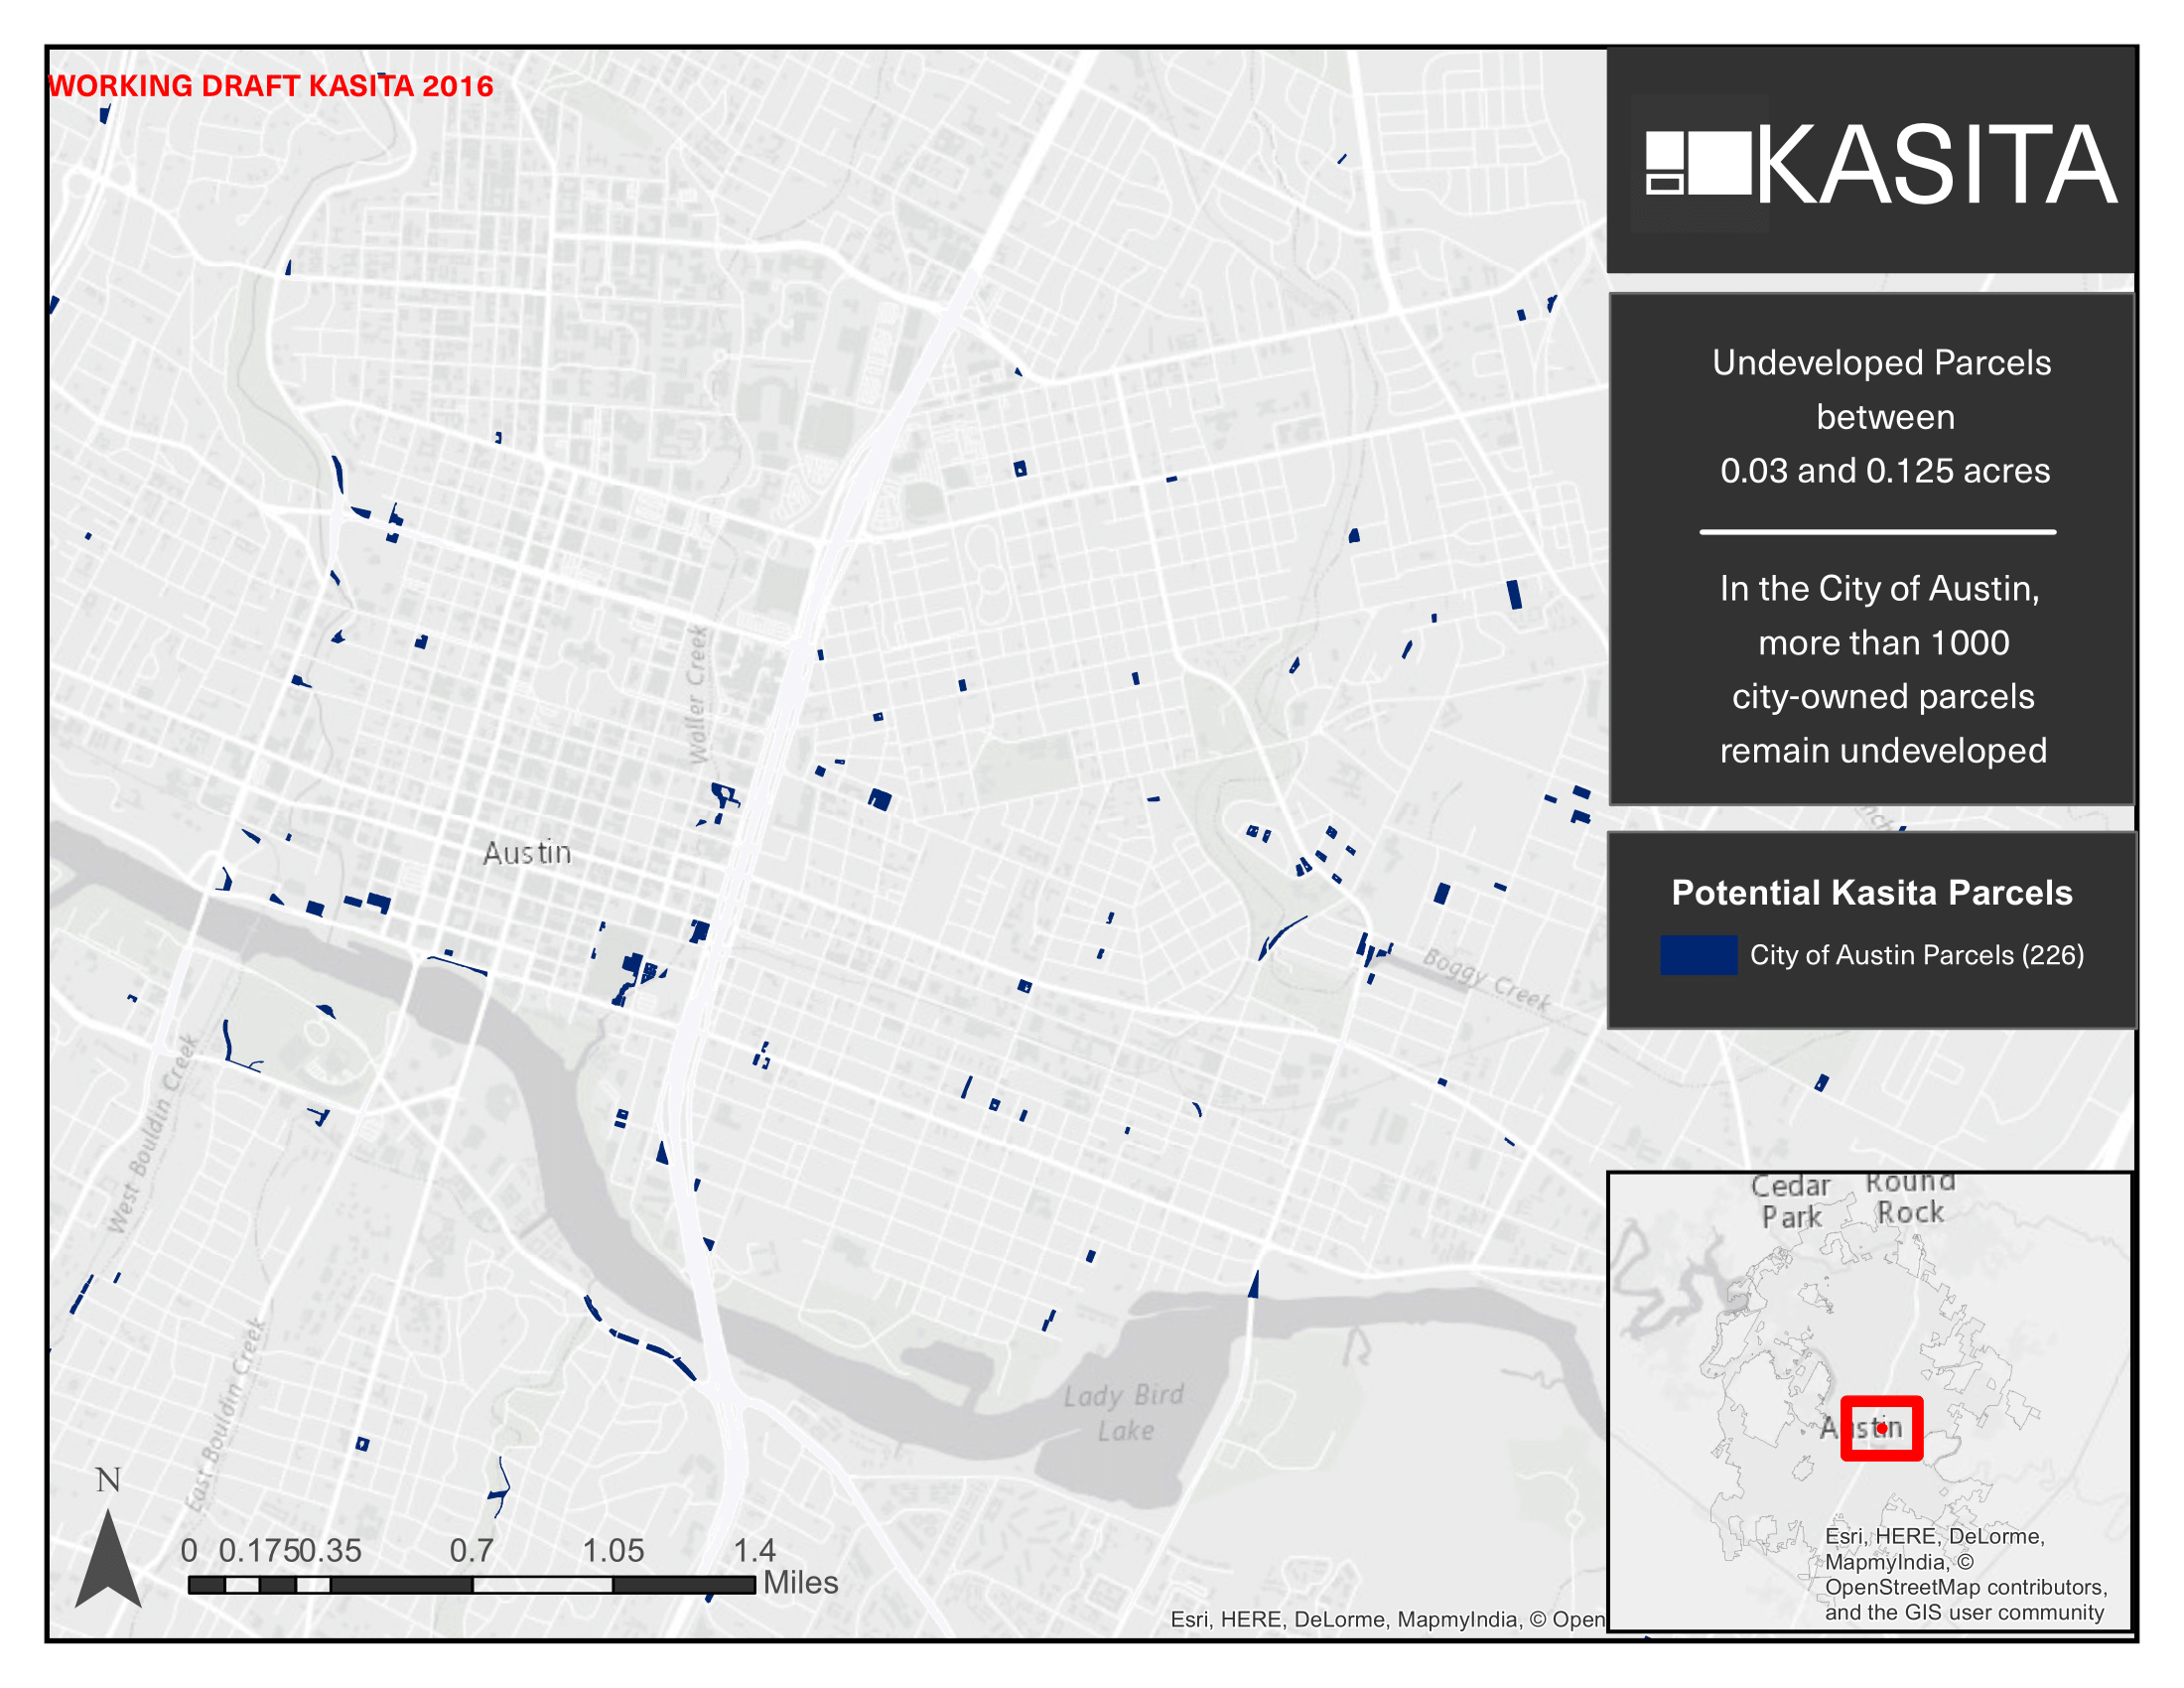 WORKING DRAFT KASITA 2016
KASITA
Undeveloped Parcels
between
0.03 and 0.125 acres
In the City of Austin,
more than 1000
city-owned parcels
remain undeveloped
Potential Kasita Parcels
City of Austin Parcels (226)
Waller Creek
Austin
Boggy Creek
West Bouldin Creek
East Bouldin Creek
Lady Bird
Lake
N
0 0.175 0.35 0.7 1.05 1.4
Miles
Esri, HERE, DeLorme, MapmyIndia, © Open
Cedar
Park
Round
Rock
Austin
Esri, HERE, DeLorme,
MapmyIndia, ©
OpenStreetMap contributors,
and the GIS user community